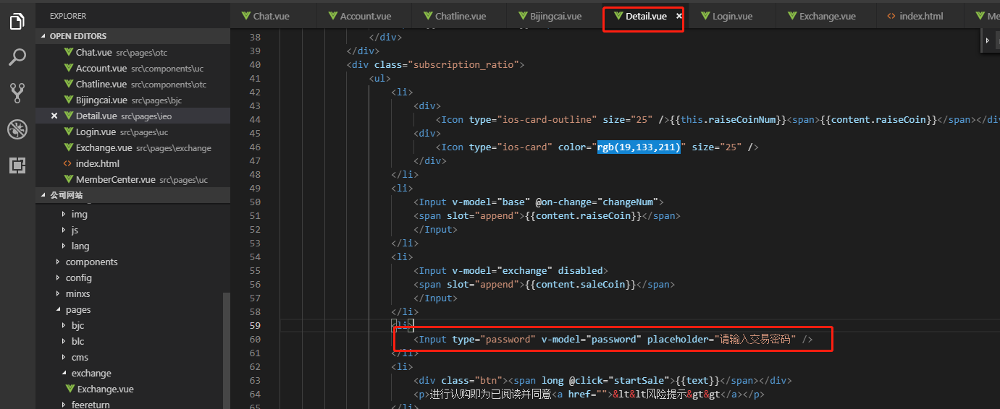 EXPLORER
Chat.vue
Account.vue
Chatline.vue
Bijingcai.vue
Detail.vue
Login.vue
Exchange.vue
<> index.html
OPEN EDITORS
Chat.vue src\pages\otc
Account.vue src\components\uc
Chatline.vue src\components\otc
Bijingcai.vue src\pages\bjc
Detail.vue src\pages\ieo
Login.vue src\pages\uc
Exchange.vue src\pages\exchange
<> index.html
MemberCenter.vue src\pages\uc
公司网站
img
js
lang
components
config
minxs
pages
bjc
blc
cms
exchange
Exchange.vue
feereturn
38 </div>
39 </div>
40 <div class="subscription_ratio">
41 <ul>
42 <li>
43 <div>
44 <Icon type="ios-card-outline" size="25" />{{this.raiseCoinNum}}<span>{{content.raiseCoin}}</span></div
45 <div>
46 <Icon type="ios-card" color="rgb(19,133,211)" size="25" />
47 </div>
48 </li>
49 <li>
50 <Input v-model="base" @on-change="changeNum">
51 <span slot="append">{{content.raiseCoin}}</span>
52 </Input>
53 </li>
54 <li>
55 <Input v-model="exchange" disabled>
56 <span slot="append">{{content.saleCoin}}</span>
57 </Input>
58 </li>
59 <li>
60 <Input type="password" v-model="password" placeholder="请输入交易密码" />
61 </li>
62 <li>
63 <div class="btn"><span long @click="startSale">{{text}}</span></div>
64 <p>进行认购即为已阅读并同意<a href="">&lt&lt风险提示&gt&gt</a></p>